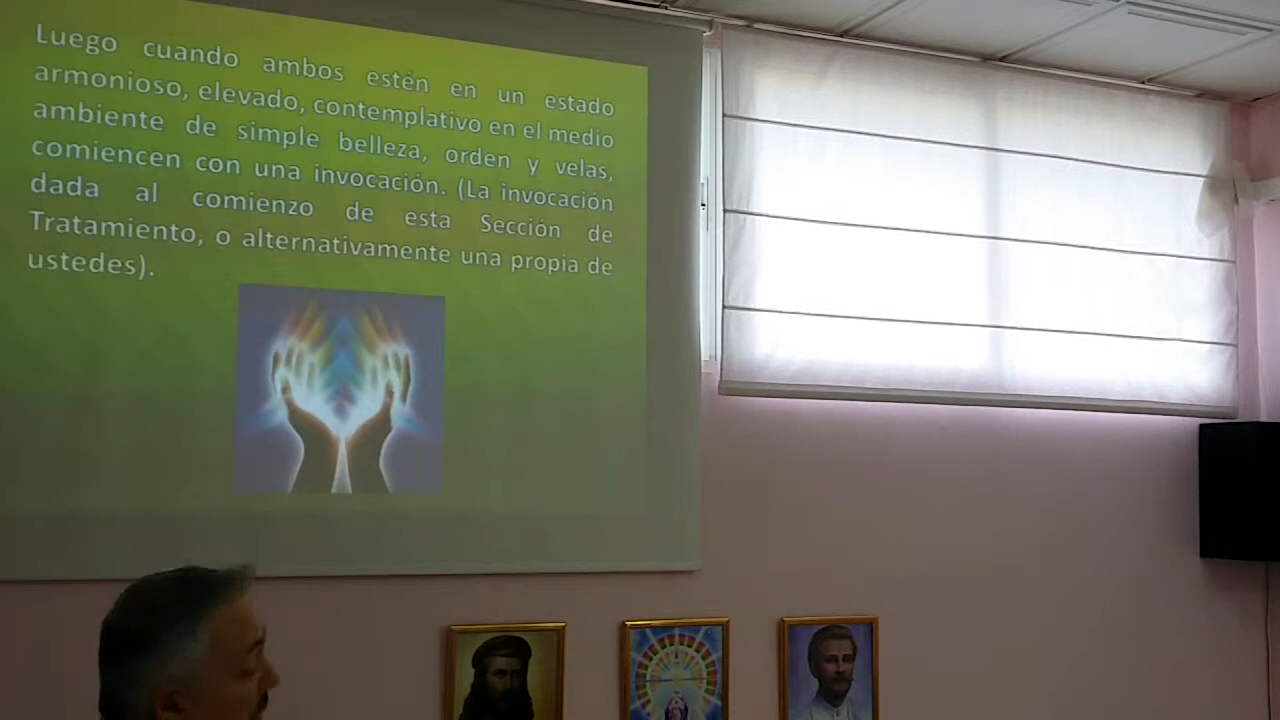 Luego cuando ambos estén en un estado
armonioso, elevado, contemplativo en el medio
ambiente de simple belleza, orden y velas,
comiencen con una invocación. (La invocación
dada al comienzo de esta Sección de
Tratamiento, o alternativamente una propia de
ustedes).